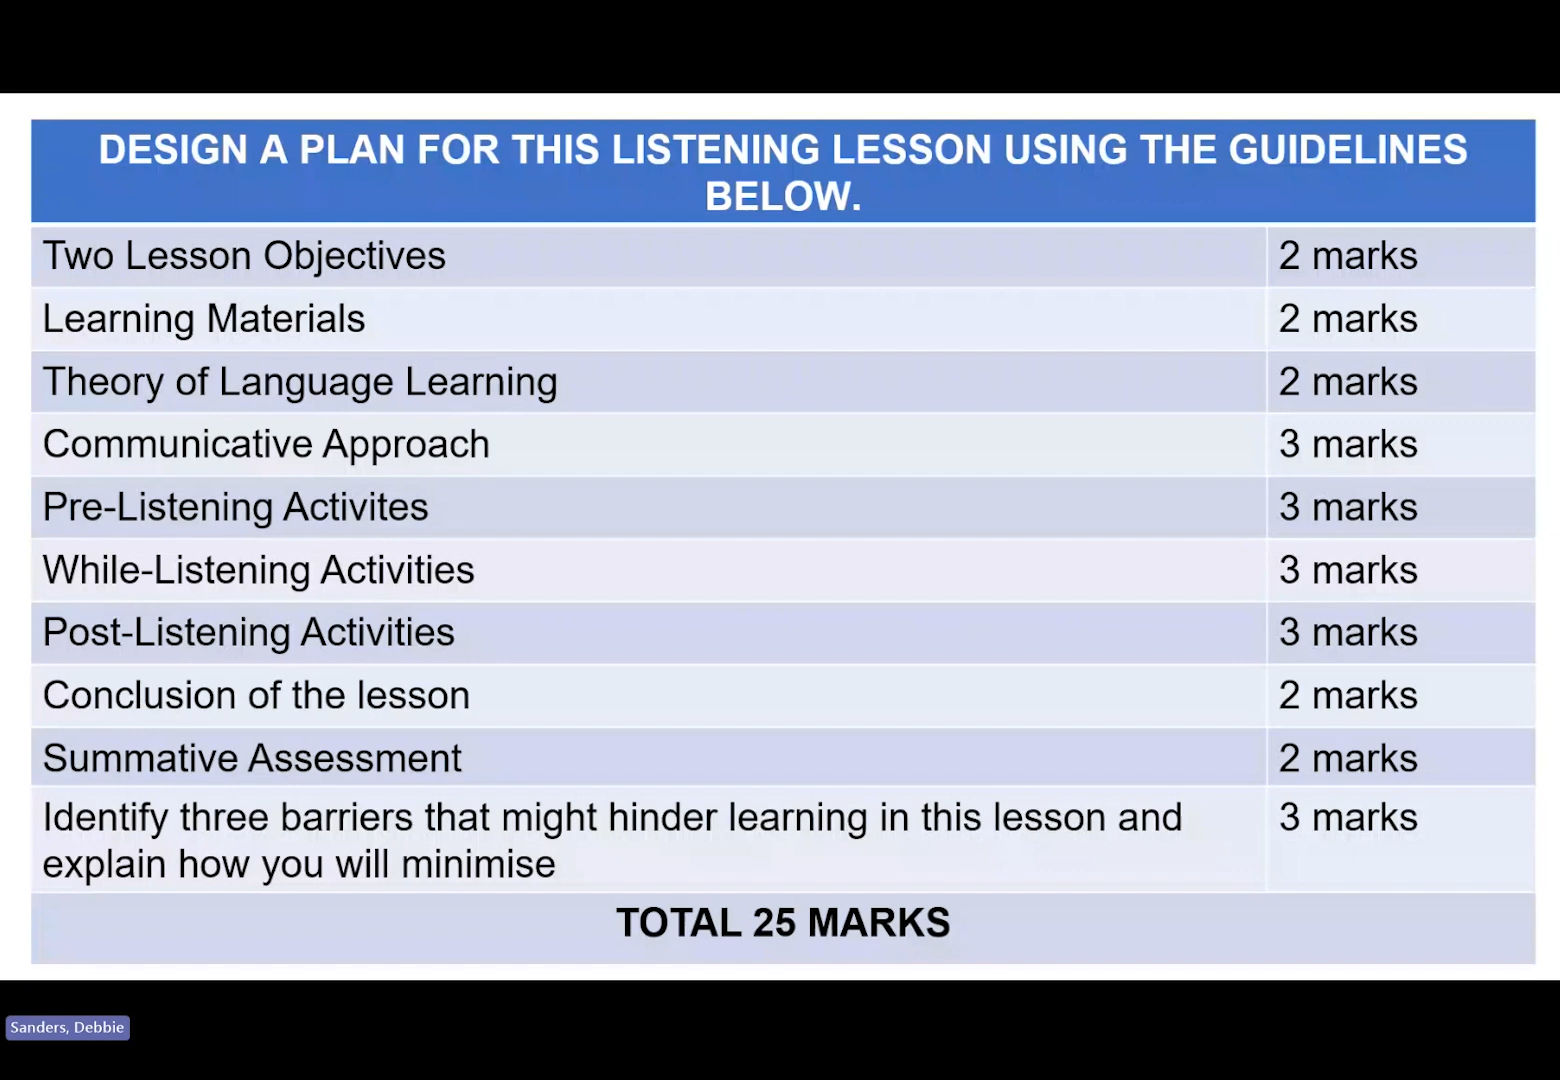 DESIGN A PLAN FOR THIS LISTENING LESSON USING THE GUIDELINES
BELOW.
Two Lesson Objectives 2 marks
Learning Materials 2 marks
Theory of Language Learning 2 marks
Communicative Approach 3 marks
Pre-Listening Activites 3 marks
While-Listening Activities 3 marks
Post-Listening Activities 3 marks
Conclusion of the lesson 2 marks
Summative Assessment 2 marks
Identify three barriers that might hinder learning in this lesson and 3 marks
explain how you will minimise
TOTAL 25 MARKS
Sanders, Debbie